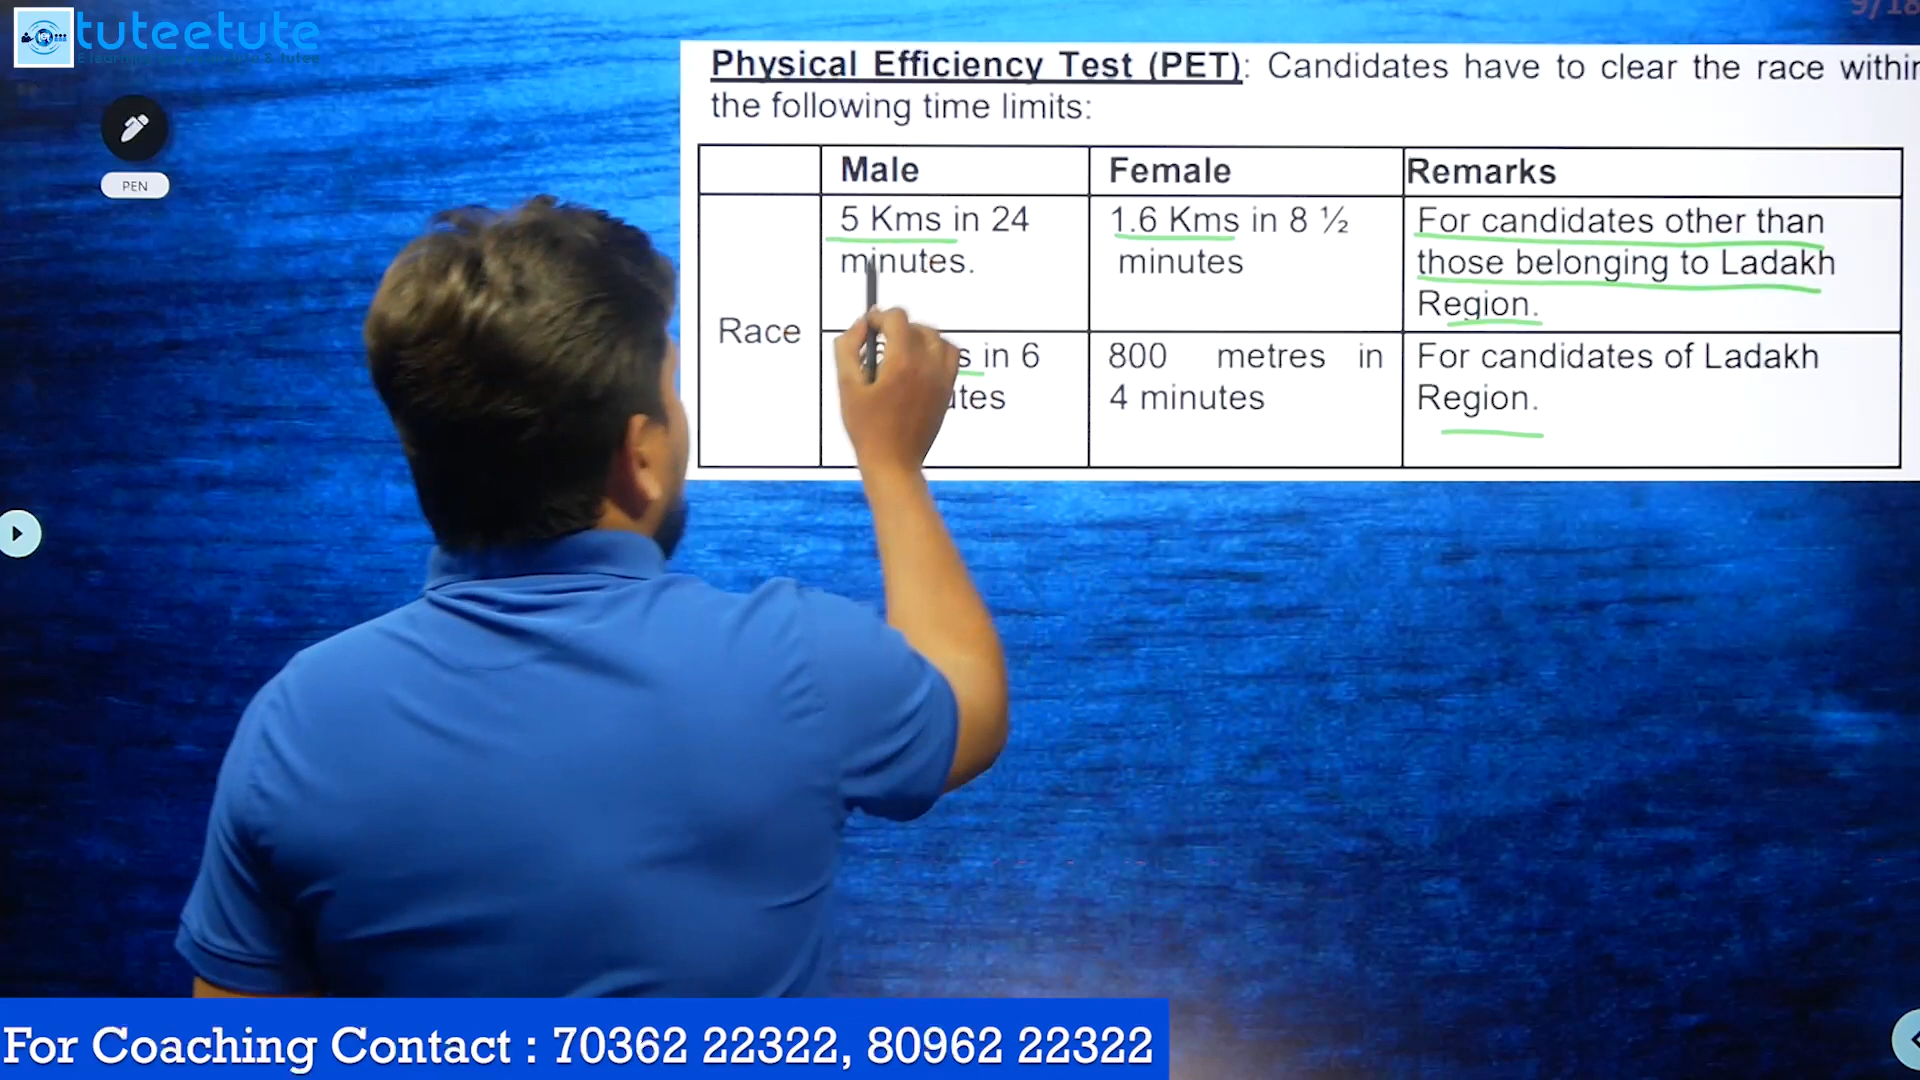 tuteetute
9/18
PEN
Physical Efficiency Test (PET): Candidates have to clear the race within
the following time limits:
Male Female Remarks
Race
5 Kms in 24
minutes.
1.6 Kms in 8 ½
minutes
For candidates other than
those belonging to Ladakh
Region.
in 6
800 metres in
4 minutes
For candidates of Ladakh
Region.
For Coaching Contact : 70362 22322, 80962 22322